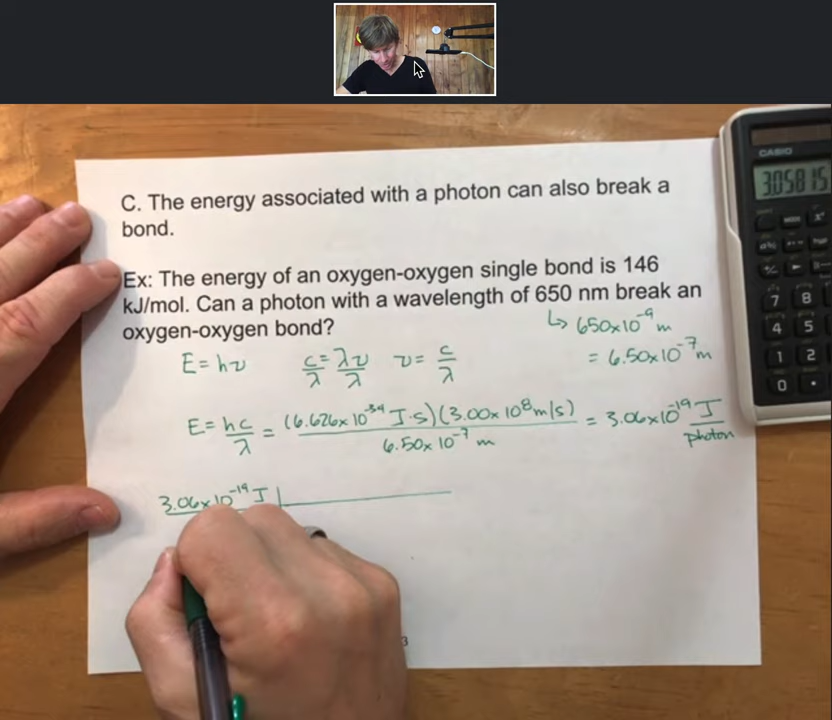 C. The energy associated with a photon can also break a
bond.
Ex: The energy of an oxygen-oxygen single bond is 146
kJ/mol. Can a photon with a wavelength of 650 nm break an
oxygen-oxygen bond?
↳ 650x10⁻⁹ m
= 6.50x10⁻⁷ m
E = hν c/λ = λν/λ ν = c/λ
E = hc/λ = (6.626x10⁻³⁴ J·s)(3.00x10⁸ m/s)/6.50x10⁻⁷ m = 3.06x10⁻¹⁹ J/photon
3.06x10⁻¹⁹ J
3
CASIO
305815
7 8
4 5
1 2
0 •